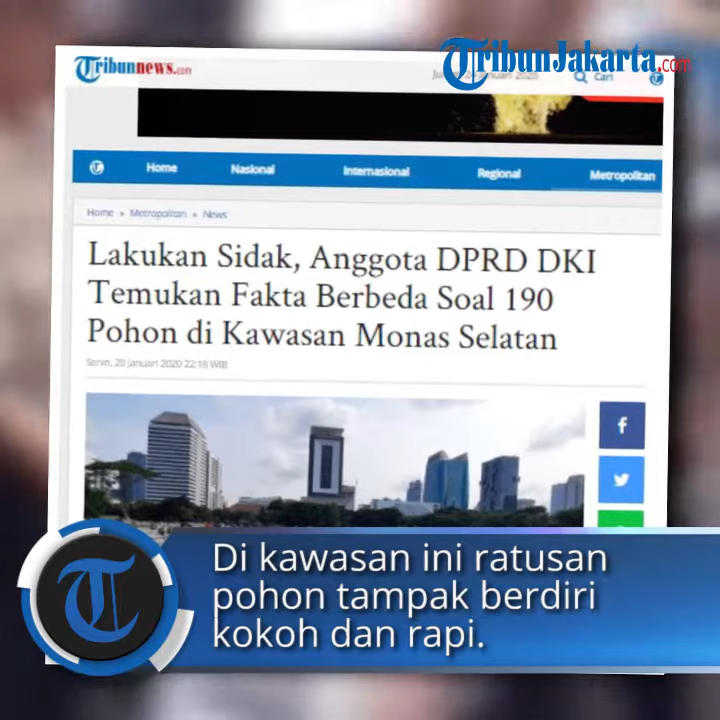 TribunJakarta.com
Tribunnews.com
Cari
Home Nasional Internasional Regional Metropolitan
Home » Metropolitan » News
Lakukan Sidak, Anggota DPRD DKI
Temukan Fakta Berbeda Soal 190
Pohon di Kawasan Monas Selatan
Senin, 20 Januari 2020 22:18 WIB
Di kawasan ini ratusan
pohon tampak berdiri
kokoh dan rapi.